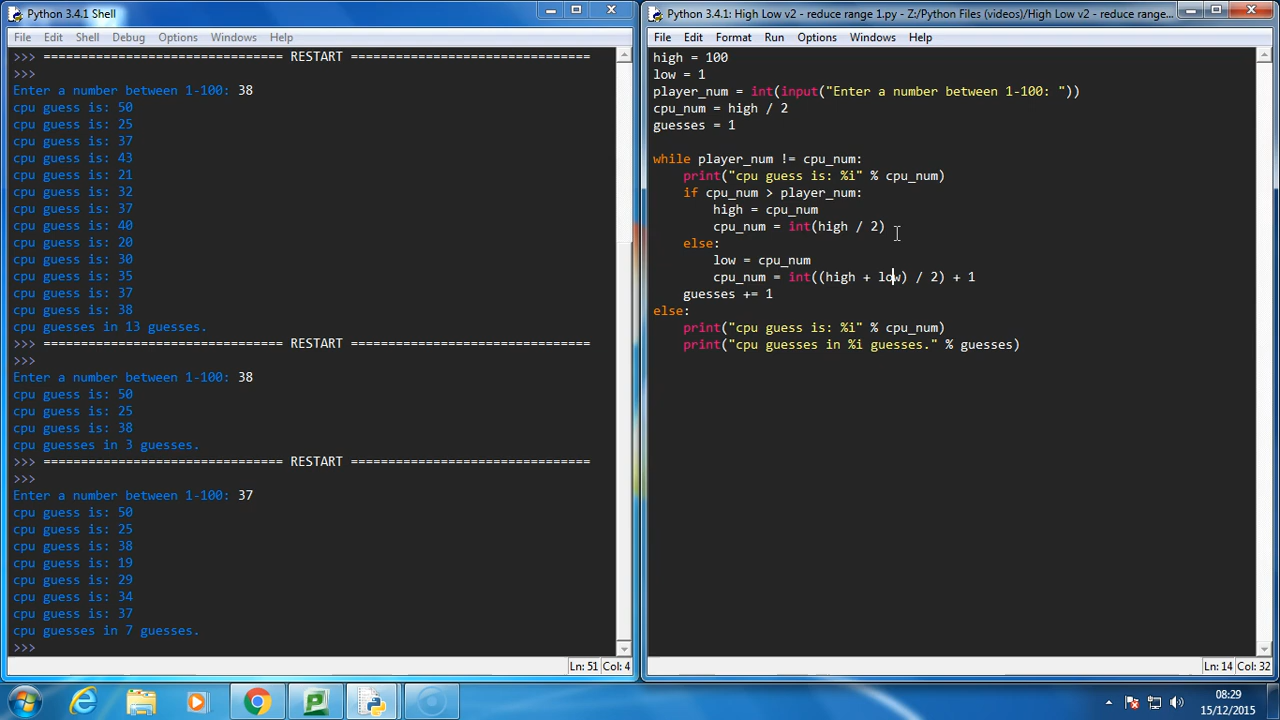 Python 3.4.1 Shell
File Edit Shell Debug Options Windows Help
>>> ================================ RESTART ================================
>>>
Enter a number between 1-100: 38
cpu guess is: 50
cpu guess is: 25
cpu guess is: 37
cpu guess is: 43
cpu guess is: 21
cpu guess is: 32
cpu guess is: 37
cpu guess is: 40
cpu guess is: 20
cpu guess is: 30
cpu guess is: 35
cpu guess is: 37
cpu guess is: 38
cpu guesses in 13 guesses.
>>> ================================ RESTART ================================
>>>
Enter a number between 1-100: 38
cpu guess is: 50
cpu guess is: 25
cpu guess is: 38
cpu guesses in 3 guesses.
>>> ================================ RESTART ================================
>>>
Enter a number between 1-100: 37
cpu guess is: 50
cpu guess is: 25
cpu guess is: 38
cpu guess is: 19
cpu guess is: 29
cpu guess is: 34
cpu guess is: 37
cpu guesses in 7 guesses.
>>>
Ln: 51 Col: 4
Python 3.4.1: High Low v2 - reduce range 1.py - Z:/Python Files (videos)/High Low v2 - reduce range...
File Edit Format Run Options Windows Help
high = 100
low = 1
player_num = int(input("Enter a number between 1-100: "))
cpu_num = high / 2
guesses = 1
while player_num != cpu_num:
    print("cpu guess is: %i" % cpu_num)
    if cpu_num > player_num:
        high = cpu_num
        cpu_num = int(high / 2)
    else:
        low = cpu_num
        cpu_num = int((high + low) / 2) + 1
    guesses += 1
else:
    print("cpu guess is: %i" % cpu_num)
    print("cpu guesses in %i guesses." % guesses)
Ln: 14 Col: 32
08:29
15/12/2015